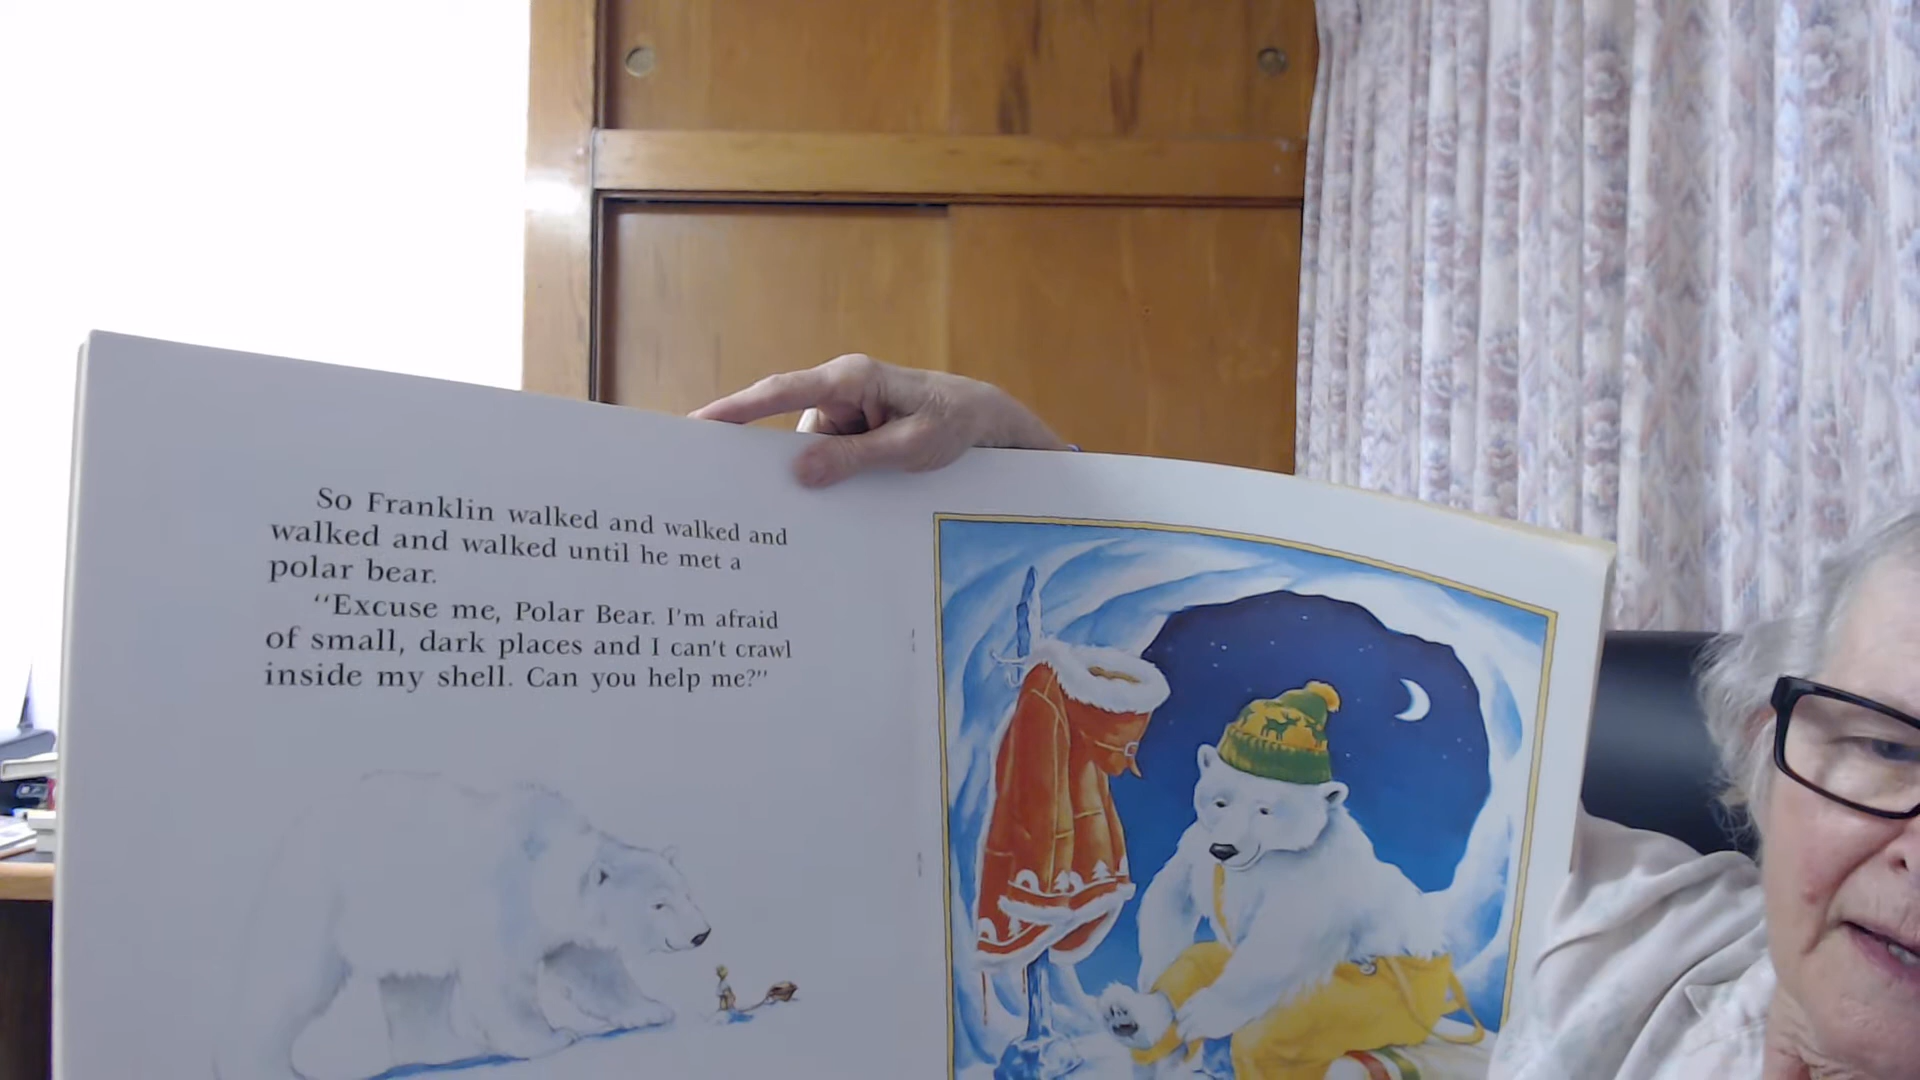 So Franklin walked and walked and
walked and walked until he met a
polar bear.
‘‘Excuse me, Polar Bear. I'm afraid
of small, dark places and I can't crawl
inside my shell. Can you help me?’’